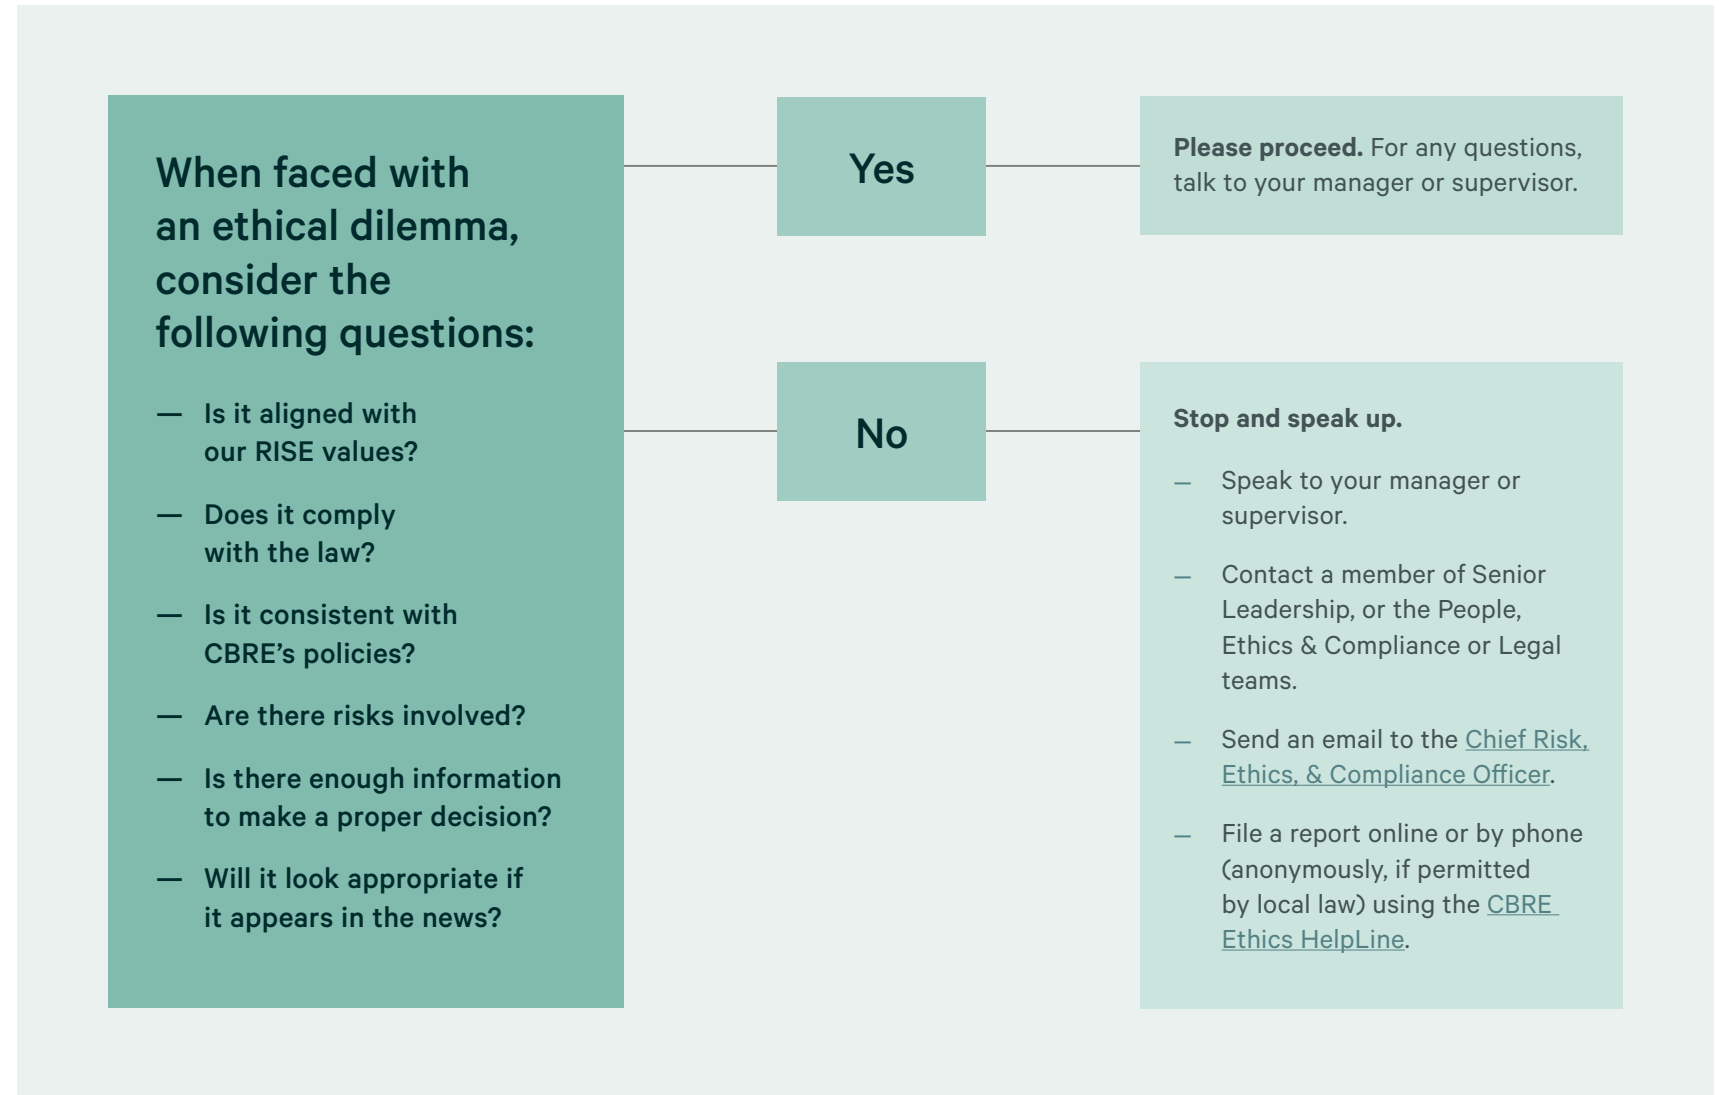 When faced with
an ethical dilemma,
consider the
following questions:
— Is it aligned with
our RISE values?
— Does it comply
with the law?
— Is it consistent with
CBRE’s policies?
— Are there risks involved?
— Is there enough information
to make a proper decision?
— Will it look appropriate if
it appears in the news?
Yes
Please proceed. For any questions,
talk to your manager or supervisor.
No
Stop and speak up.
— Speak to your manager or
supervisor.
— Contact a member of Senior
Leadership, or the People,
Ethics & Compliance or Legal
teams.
— Send an email to the Chief Risk,
Ethics, & Compliance Officer.
— File a report online or by phone
(anonymously, if permitted
by local law) using the CBRE
Ethics HelpLine.